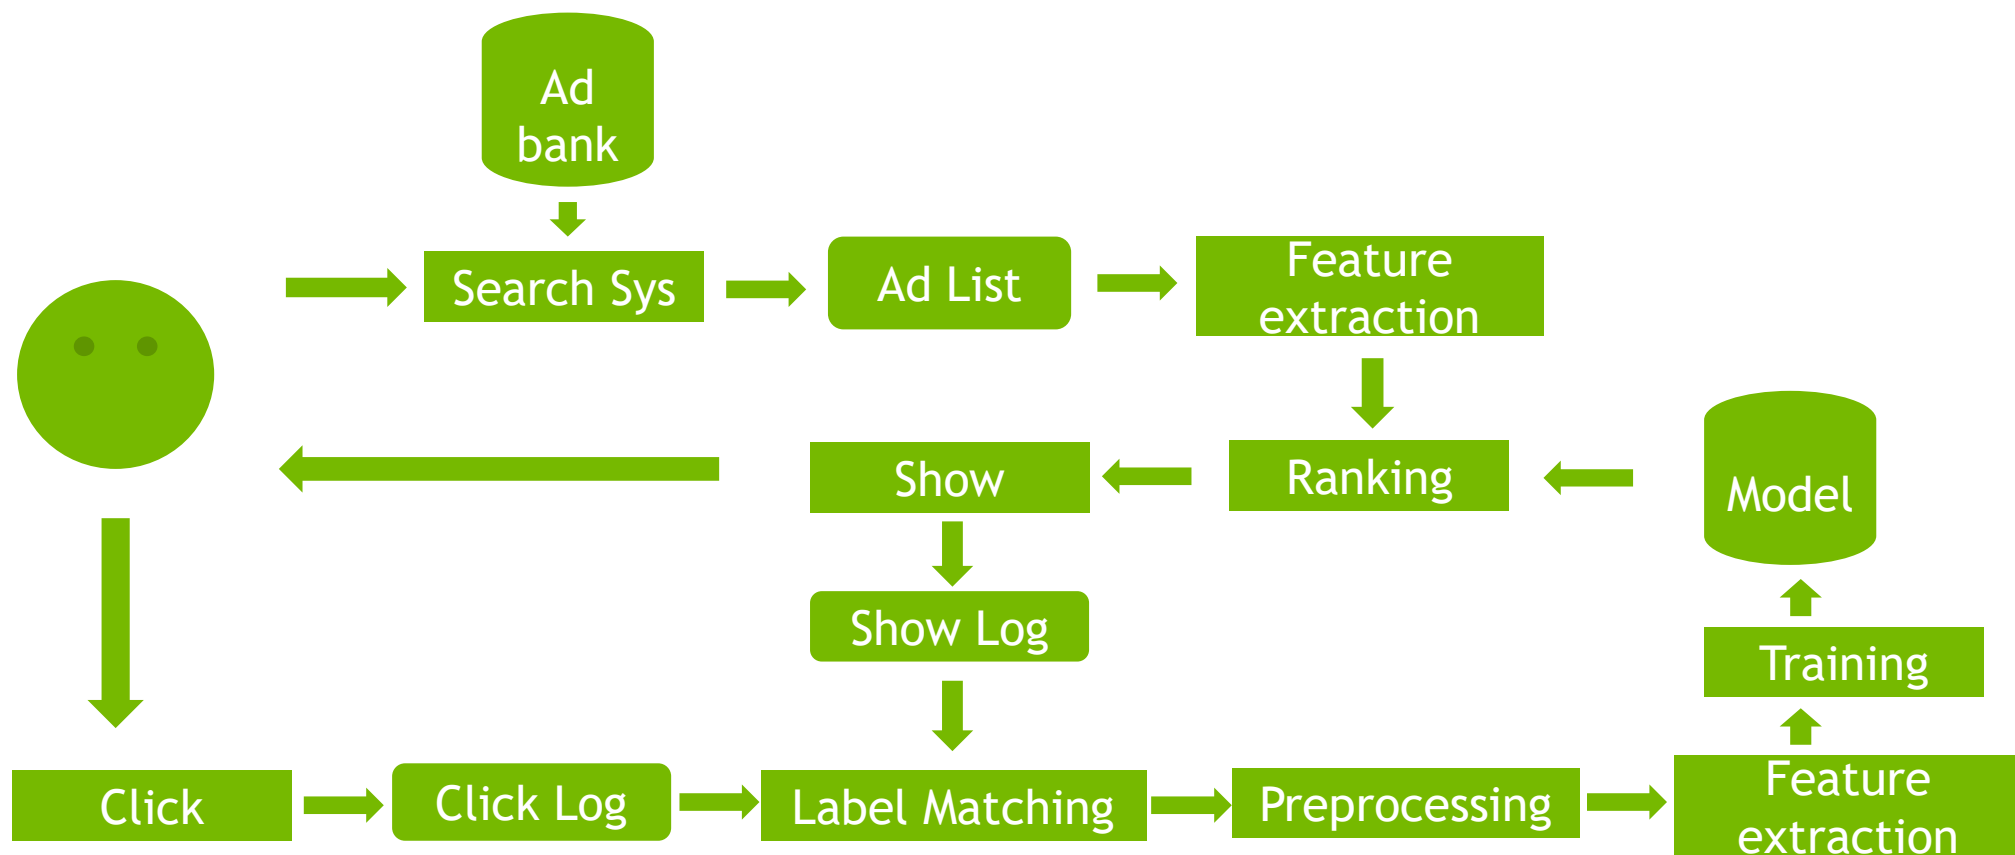 Ad
bank
Search Sys
Ad List
Feature
extraction
Show
Ranking
Model
Show Log
Training
Click
Click Log
Label Matching
Preprocessing
Feature
extraction